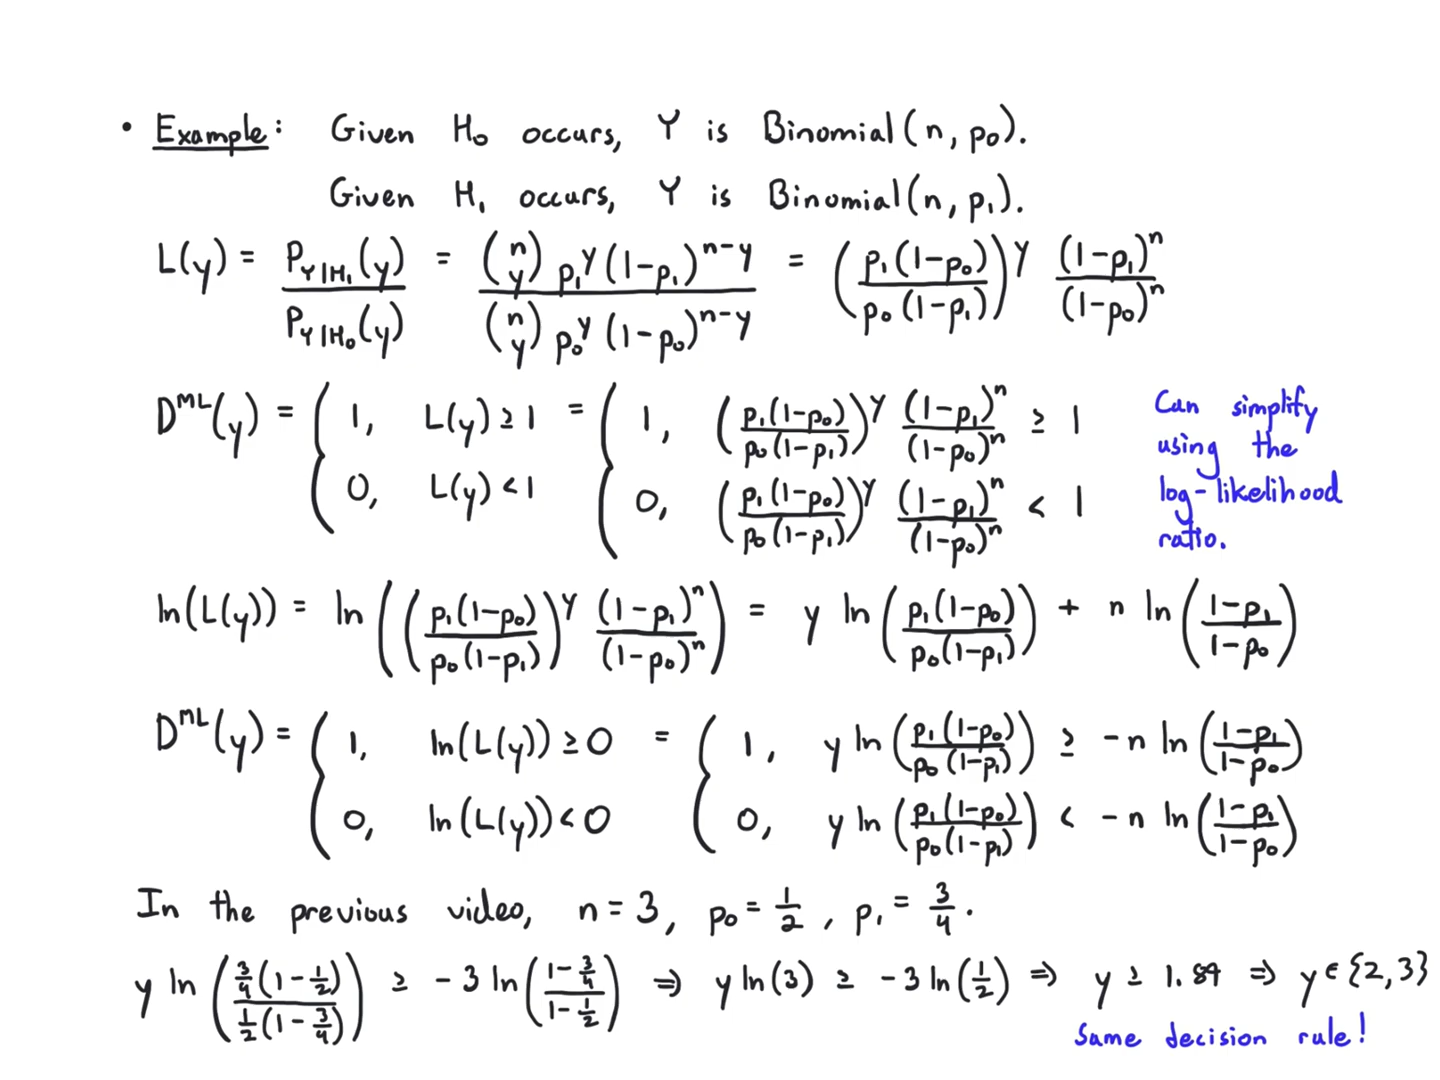 • Example: Given H₀ occurs, Y is Binomial(n, p₀).
Given H₁ occurs, Y is Binomial(n, p₁).
L(y) = P_{Y|H₁}(y) / P_{Y|H₀}(y) = \binom{n}{y} p₁^y (1-p₁)^{n-y} / \binom{n}{y} p₀^y (1-p₀)^{n-y} = (p₁(1-p₀) / p₀(1-p₁))^y (1-p₁)^n / (1-p₀)^n
D^{ML}(y) = { 1, L(y) ≥ 1 = { 1, (p₁(1-p₀) / p₀(1-p₁))^y (1-p₁)^n / (1-p₀)^n ≥ 1
0, L(y) < 1 0, (p₁(1-p₀) / p₀(1-p₁))^y (1-p₁)^n / (1-p₀)^n < 1
Can simplify
using the
log-likelihood
ratio.
ln(L(y)) = ln((p₁(1-p₀) / p₀(1-p₁))^y (1-p₁)^n / (1-p₀)^n) = y ln(p₁(1-p₀) / p₀(1-p₁)) + n ln(1-p₁ / 1-p₀)
D^{ML}(y) = { 1, ln(L(y)) ≥ 0 = { 1, y ln(p₁(1-p₀) / p₀(1-p₁)) ≥ -n ln(1-p₁ / 1-p₀)
0, ln(L(y)) < 0 0, y ln(p₁(1-p₀) / p₀(1-p₁)) < -n ln(1-p₁ / 1-p₀)
In the previous video, n = 3, p₀ = 1/2, p₁ = 3/4.
y ln(3/4(1-1/2) / 1/2(1-3/4)) ≥ -3 ln(1-3/4 / 1-1/2) ⇒ y ln(3) ≥ -3 ln(1/2) ⇒ y ≥ 1.89 ⇒ y ∈ {2,3}
Same decision rule!